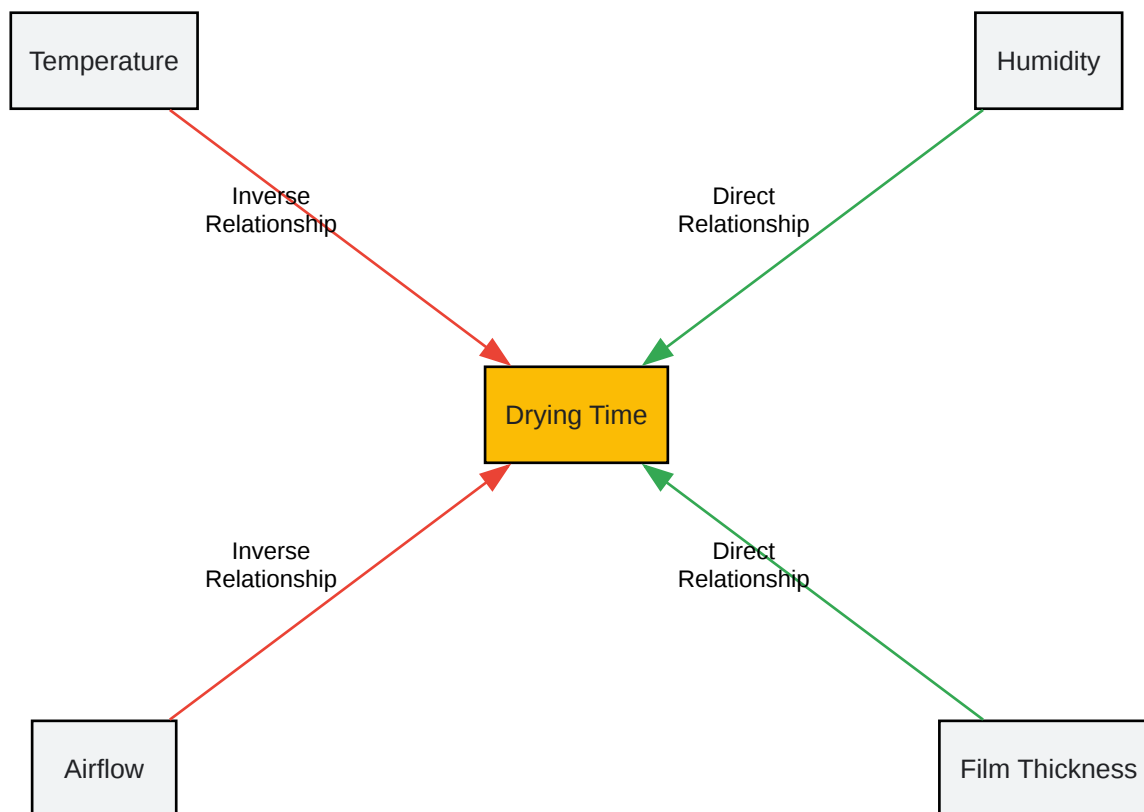 Temperature
Humidity
Inverse
Relationship
Direct
Relationship
Drying Time
Inverse
Relationship
Direct
Relationship
Airflow
Film Thickness